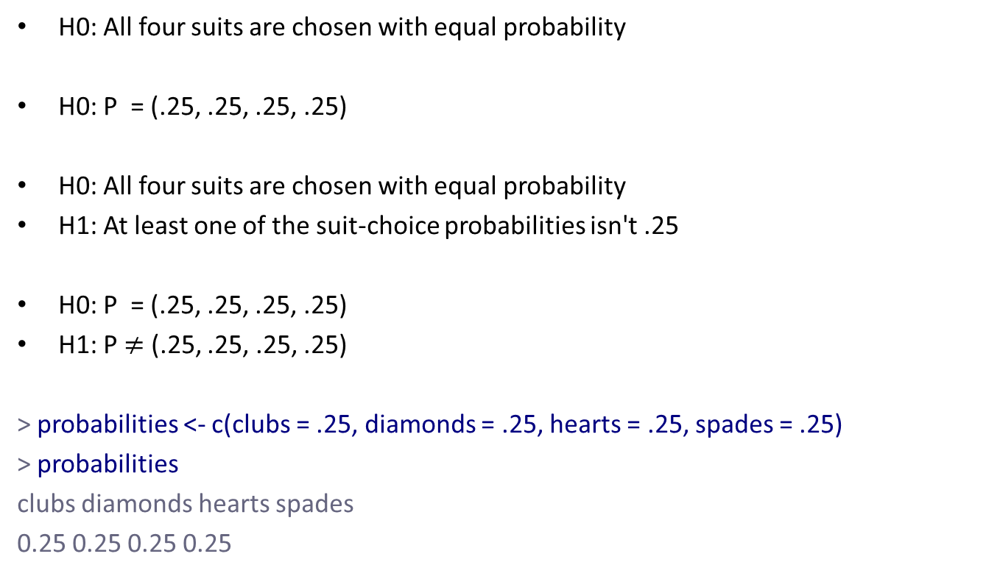 • H0: All four suits are chosen with equal probability
• H0: P = (.25, .25, .25, .25)
• H0: All four suits are chosen with equal probability
• H1: At least one of the suit-choice probabilities isn't .25
• H0: P = (.25, .25, .25, .25)
• H1: P ≠ (.25, .25, .25, .25)
> probabilities <- c(clubs = .25, diamonds = .25, hearts = .25, spades = .25)
> probabilities
clubs diamonds hearts spades
0.25 0.25 0.25 0.25